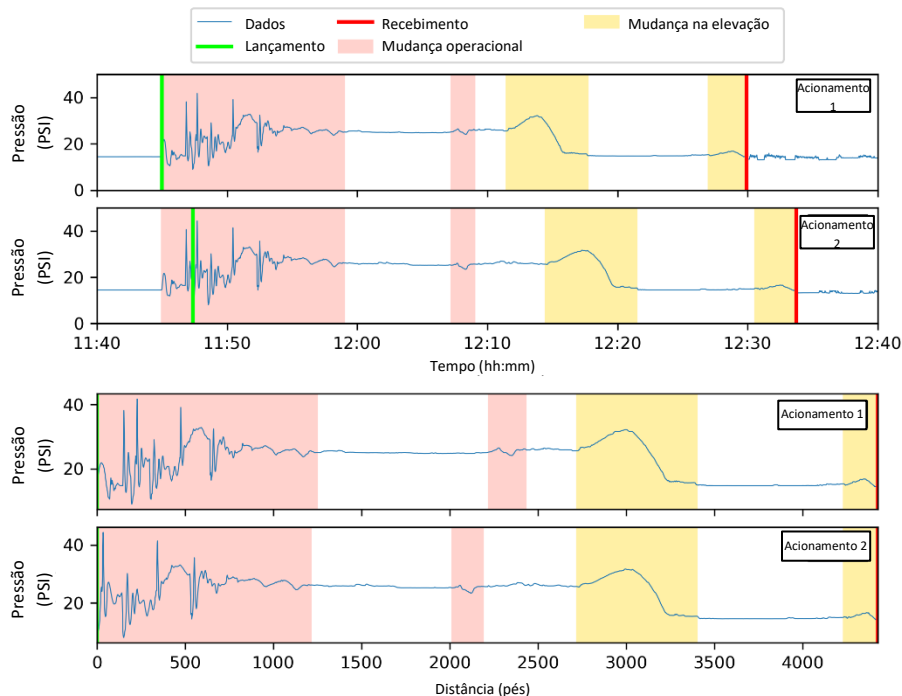 Dados
Recebimento
Mudança na elevação
Lançamento
Mudança operacional
Pressão
(PSI)
40
20
0
Acionamento
1
Pressão
(PSI)
40
20
0
Acionamento
2
11:40
11:50
12:00
12:10
12:20
12:30
12:40
Tempo (hh:mm)
Pressão
(PSI)
40
20
Acionamento 1
Pressão
(PSI)
40
20
Acionamento 2
0
500
1000
1500
2000
2500
3000
3500
4000
Distância (pés)